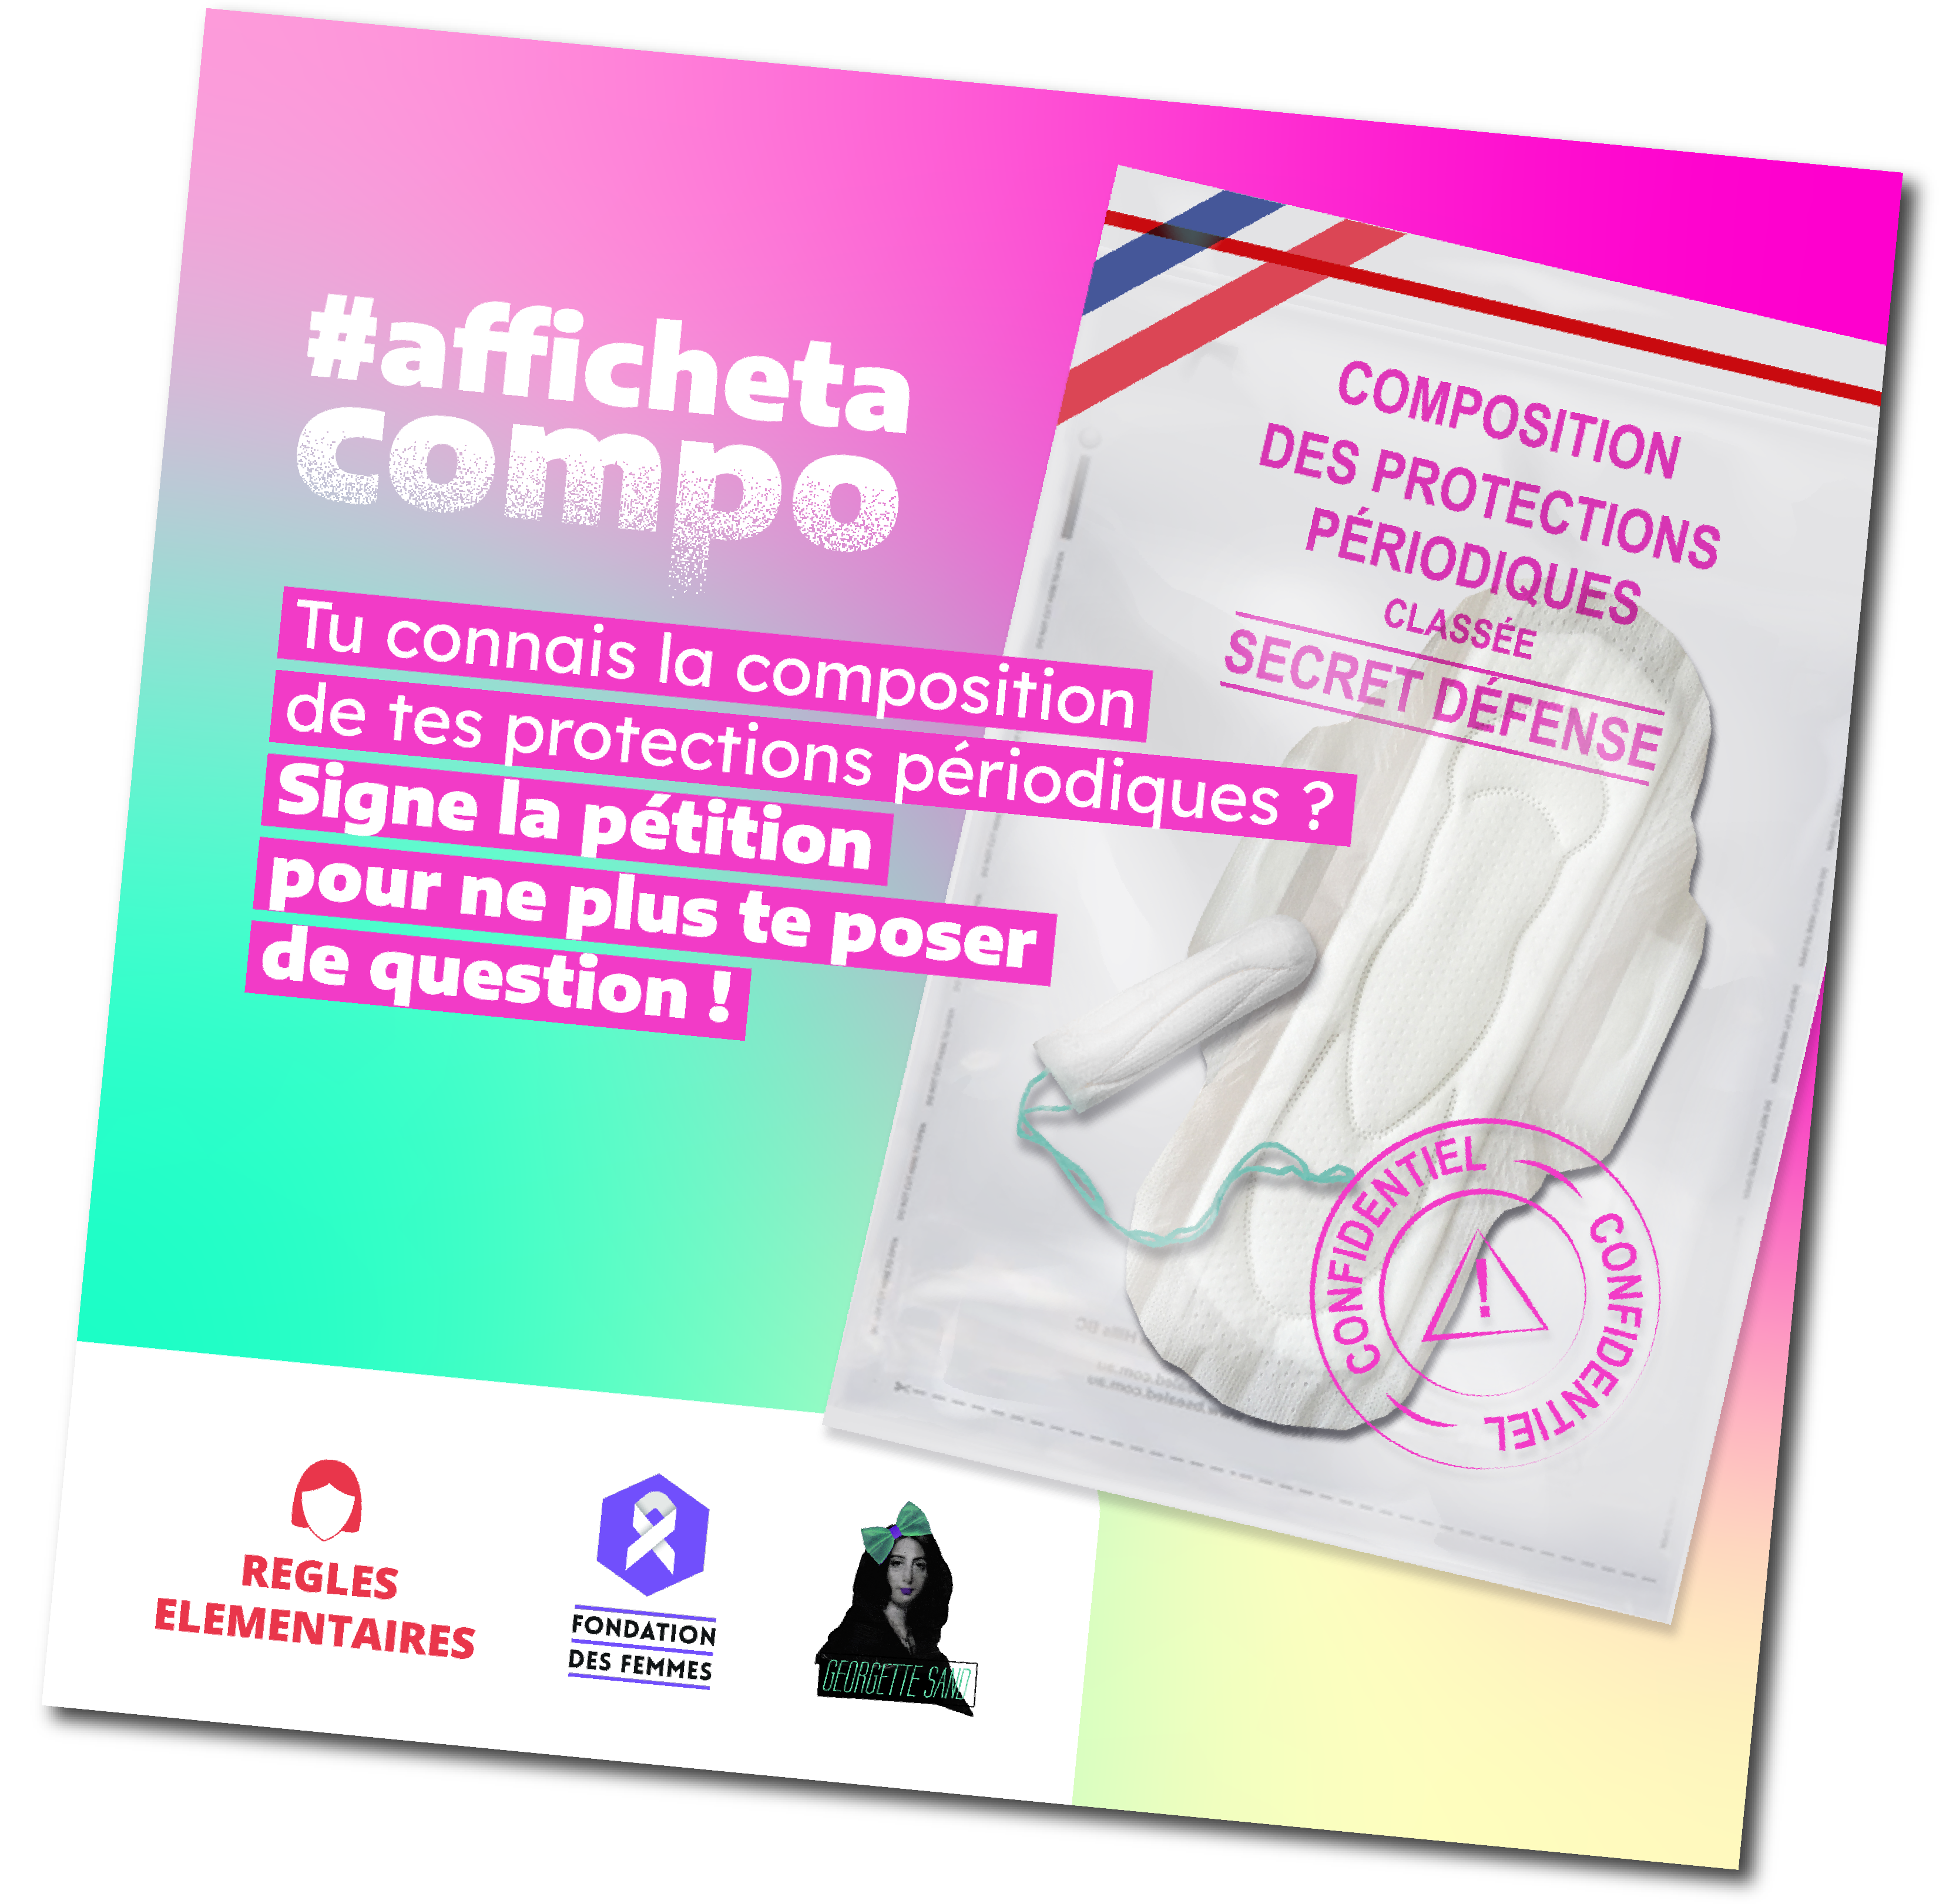 #afficheta
compo
Tu connais la composition
de tes protections périodiques ?
Signe la pétition
pour ne plus te poser
de question !
COMPOSITION
DES PROTECTIONS
PÉRIODIQUES
CLASSÉE
SECRET DÉFENSE
CONFIDENTIEL
CONFIDENTIEL
REGLES
ELEMENTAIRES
FONDATION
DES FEMMES
GEORGETTE SAND